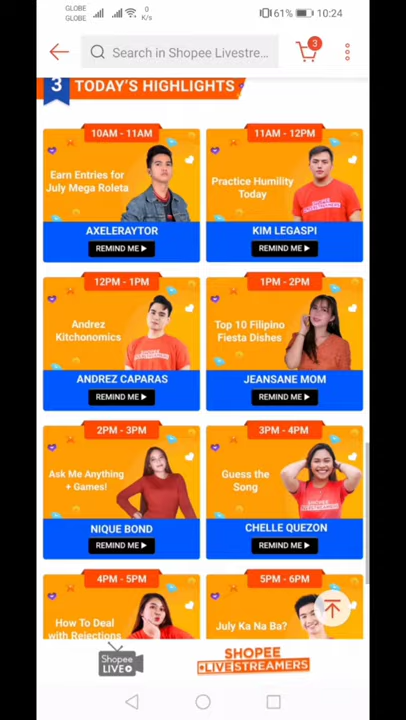 GLOBE
GLOBE
0
K/s
61%
10:24
Search in Shopee Livestre...
3
3
TODAY'S HIGHLIGHTS
10AM - 11AM
Earn Entries for
July Mega Roleta
AXELERAYTOR
REMIND ME
11AM - 12PM
Practice Humility
Today
KIM LEGASPI
REMIND ME
12PM - 1PM
Andrez
Kitchonomics
ANDREZ CAPARAS
REMIND ME
1PM - 2PM
Top 10 Filipino
Fiesta Dishes
JEANSANE MOM
REMIND ME
2PM - 3PM
Ask Me Anything
+ Games!
NIQUE BOND
REMIND ME
3PM - 4PM
Guess the
Song
CHELLE QUEZON
REMIND ME
4PM - 5PM
How To Deal
with Rejections
5PM - 6PM
July Ka Na Ba?
Shopee
LIVE
SHOPEE
LIVESTREAMERS